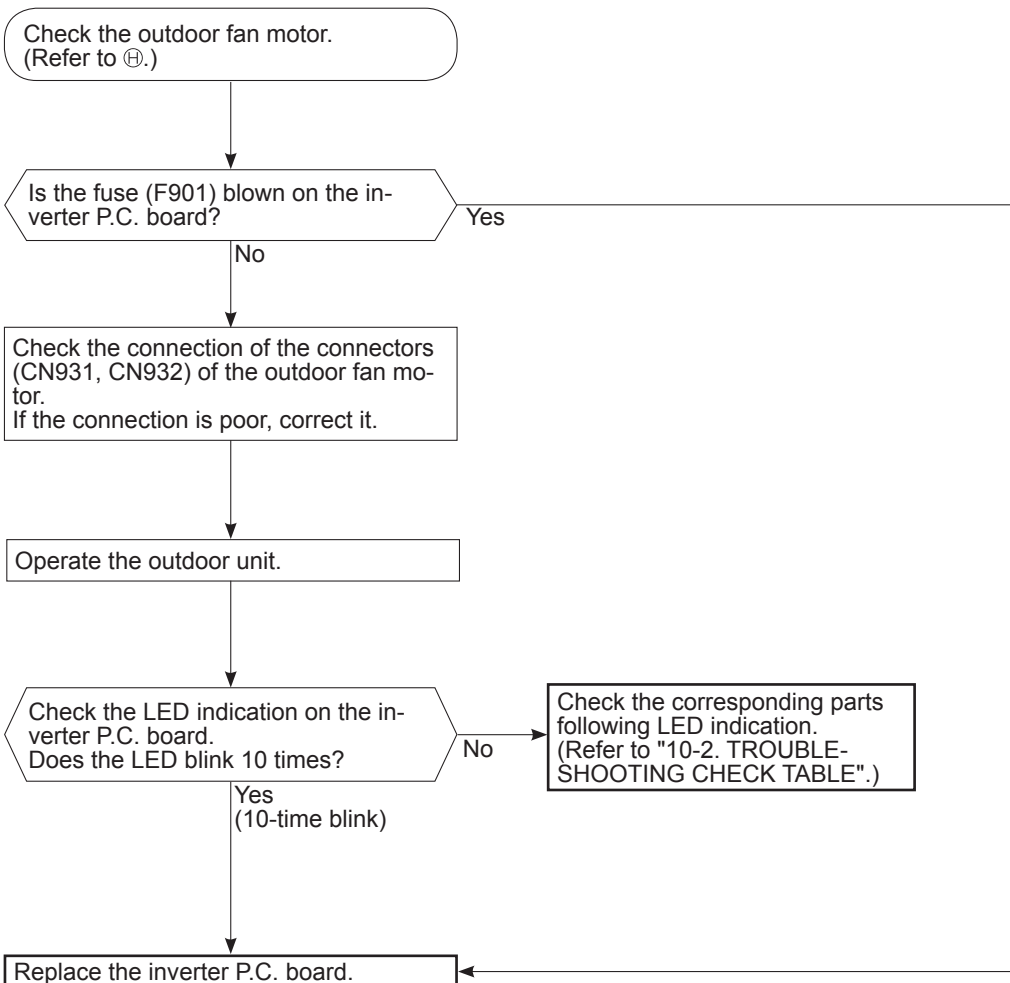 Check the outdoor fan motor.
(Refer to Ⓗ.)
Is the fuse (F901) blown on the in-
verter P.C. board?
Yes
No
Check the connection of the connectors
(CN931, CN932) of the outdoor fan mo-
tor.
If the connection is poor, correct it.
Operate the outdoor unit.
Check the LED indication on the in-
verter P.C. board.
Does the LED blink 10 times?
No
Check the corresponding parts
following LED indication.
(Refer to "10-2. TROUBLE-
SHOOTING CHECK TABLE".)
Yes
(10-time blink)
Replace the inverter P.C. board.